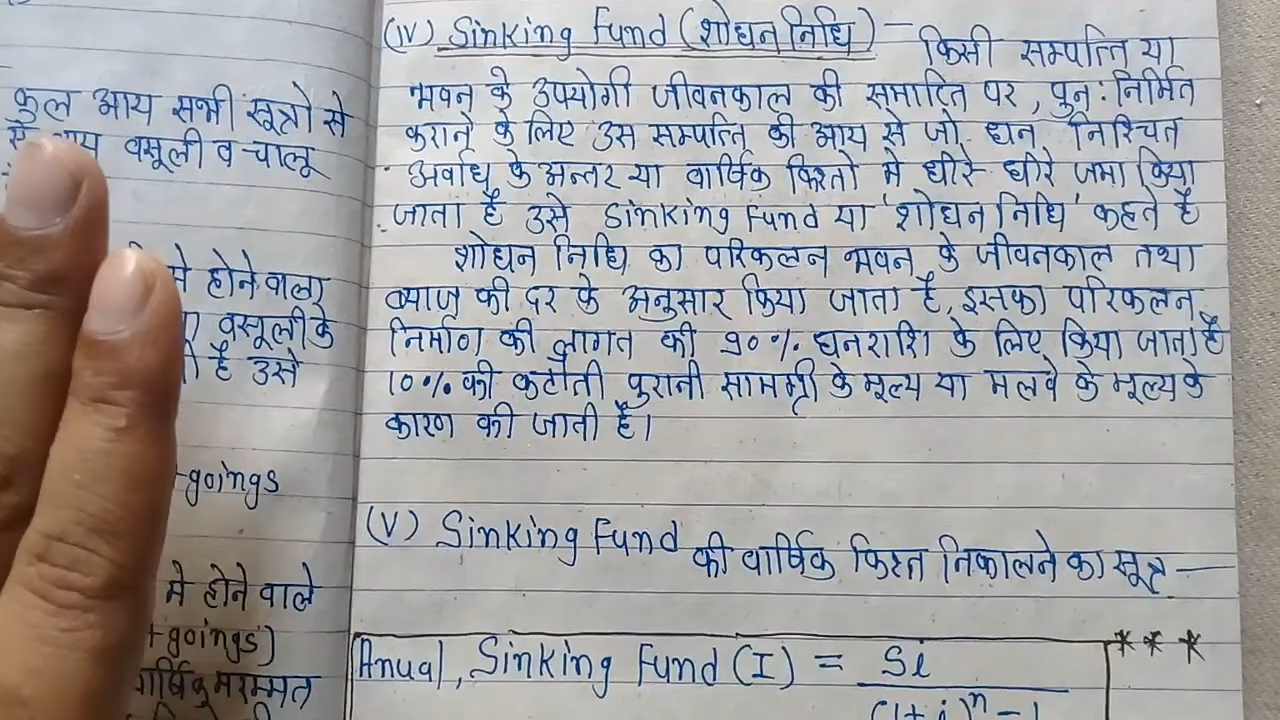 कुल आय सभी सूत्रो से
वसूली व चालू
से होने वाला
वसूली के
है उसे
goings
मे होने वाले
goings)
वार्षिक मरम्मत
(iv) Sinking Fund (शोधन निधि) — किसी सम्पत्ति या
भवन के उपयोगी जीवनकाल की समाप्ति पर, पुन: निर्मित
कराने के लिए उस सम्पत्ति की आय से जो धन निश्चित
अवधि के अन्तर या वार्षिक किश्तो मे धीरे धीरे जमा किया
जाता है उसे Sinking Fund या 'शोधन निधि' कहते है
शोधन निधि का परिकलन भवन के जीवनकाल तथा
ब्याज की दर के अनुसार किया जाता है, इसका परिकलन
निर्माण की लागत की 90% धनराशि के लिए किया जाता है
10% की कटौती पुरानी सामग्री के मूल्य या मलवे के मूल्य के
कारण की जाती है।
(V) Sinking Fund की वार्षिक किश्त निकालने का सूत्र —
Anual, Sinking Fund (I) = Si ***
(1+i)^n - 1